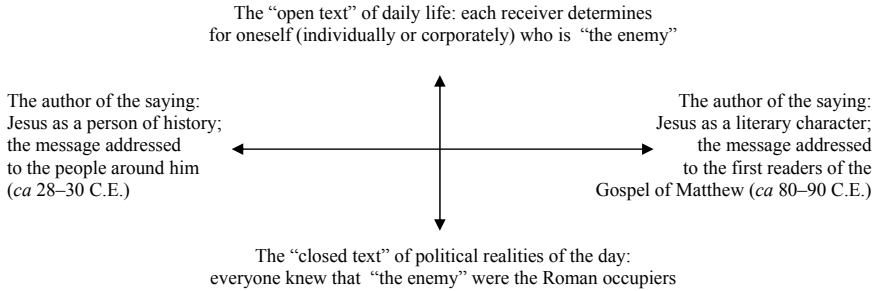 The “open text” of daily life: each receiver determines
for oneself (individually or corporately) who is “the enemy”
The author of the saying:
Jesus as a person of history;
the message addressed
to the people around him
(ca 28–30 C.E.)
The author of the saying:
Jesus as a literary character;
the message addressed
to the first readers of the
Gospel of Matthew (ca 80–90 C.E.)
The “closed text” of political realities of the day:
everyone knew that “the enemy” were the Roman occupiers